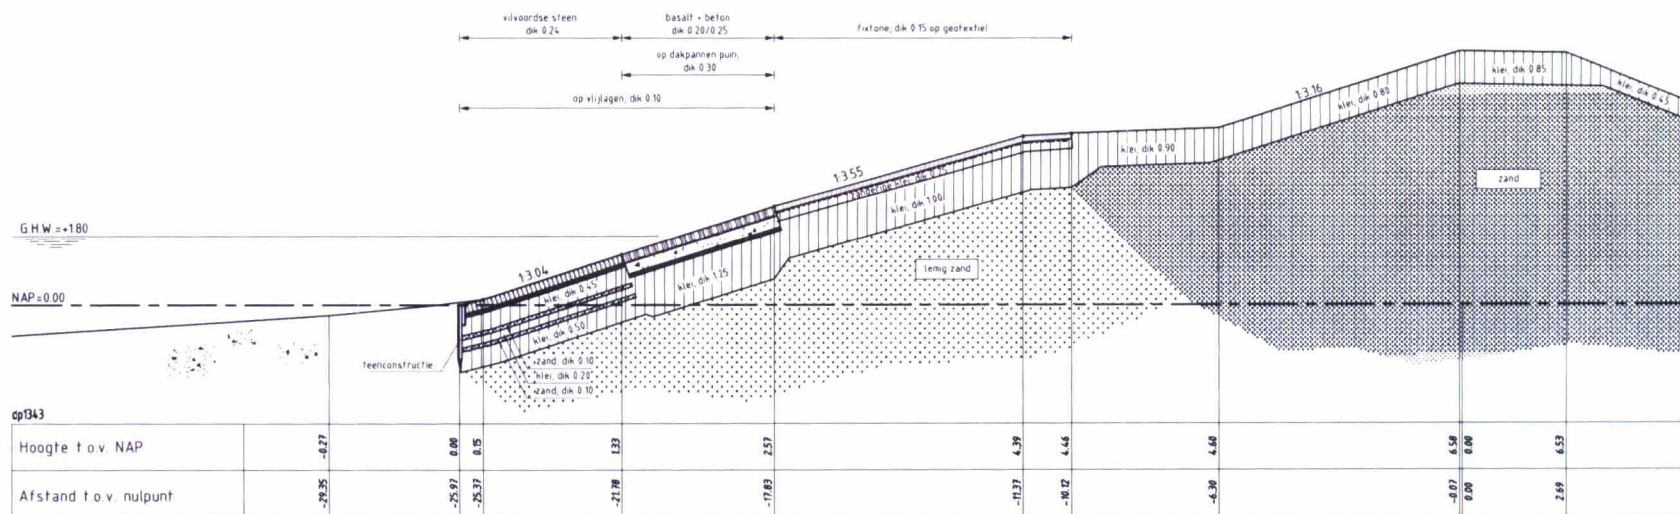 vilvoordse steen
dik 0.24
basalt + beton
dik 0.20/0.25
fixtone, dik 0.15 op geotextiel
op dakpannen puin,
dik 0.30
op vlijlagen, dik 0.10
1:3.16
klei, dik 0.85
klei, dik 0.45
klei, dik 0.80
klei, dik 0.90
1:3.55
klei, dik 1.00
zand
G.H.W.=+1.80
1:3.04
klei, dik 0.45
klei, dik 1.25
lemig zand
NAP=0.00
klei, dik 0.50
teenconstructie
zand, dik 0.10
klei, dik 0.20
zand, dik 0.10
dp1343
Hoogte t.o.v. NAP -0.27 0.00 0.15 1.33 2.57 4.39 4.46 4.60 6.58 0.00 6.53
Afstand t.o.v. nulpunt -29.35 -25.97 -25.37 -21.78 -17.83 -11.37 -10.12 -6.30 -0.07 0.00 2.69